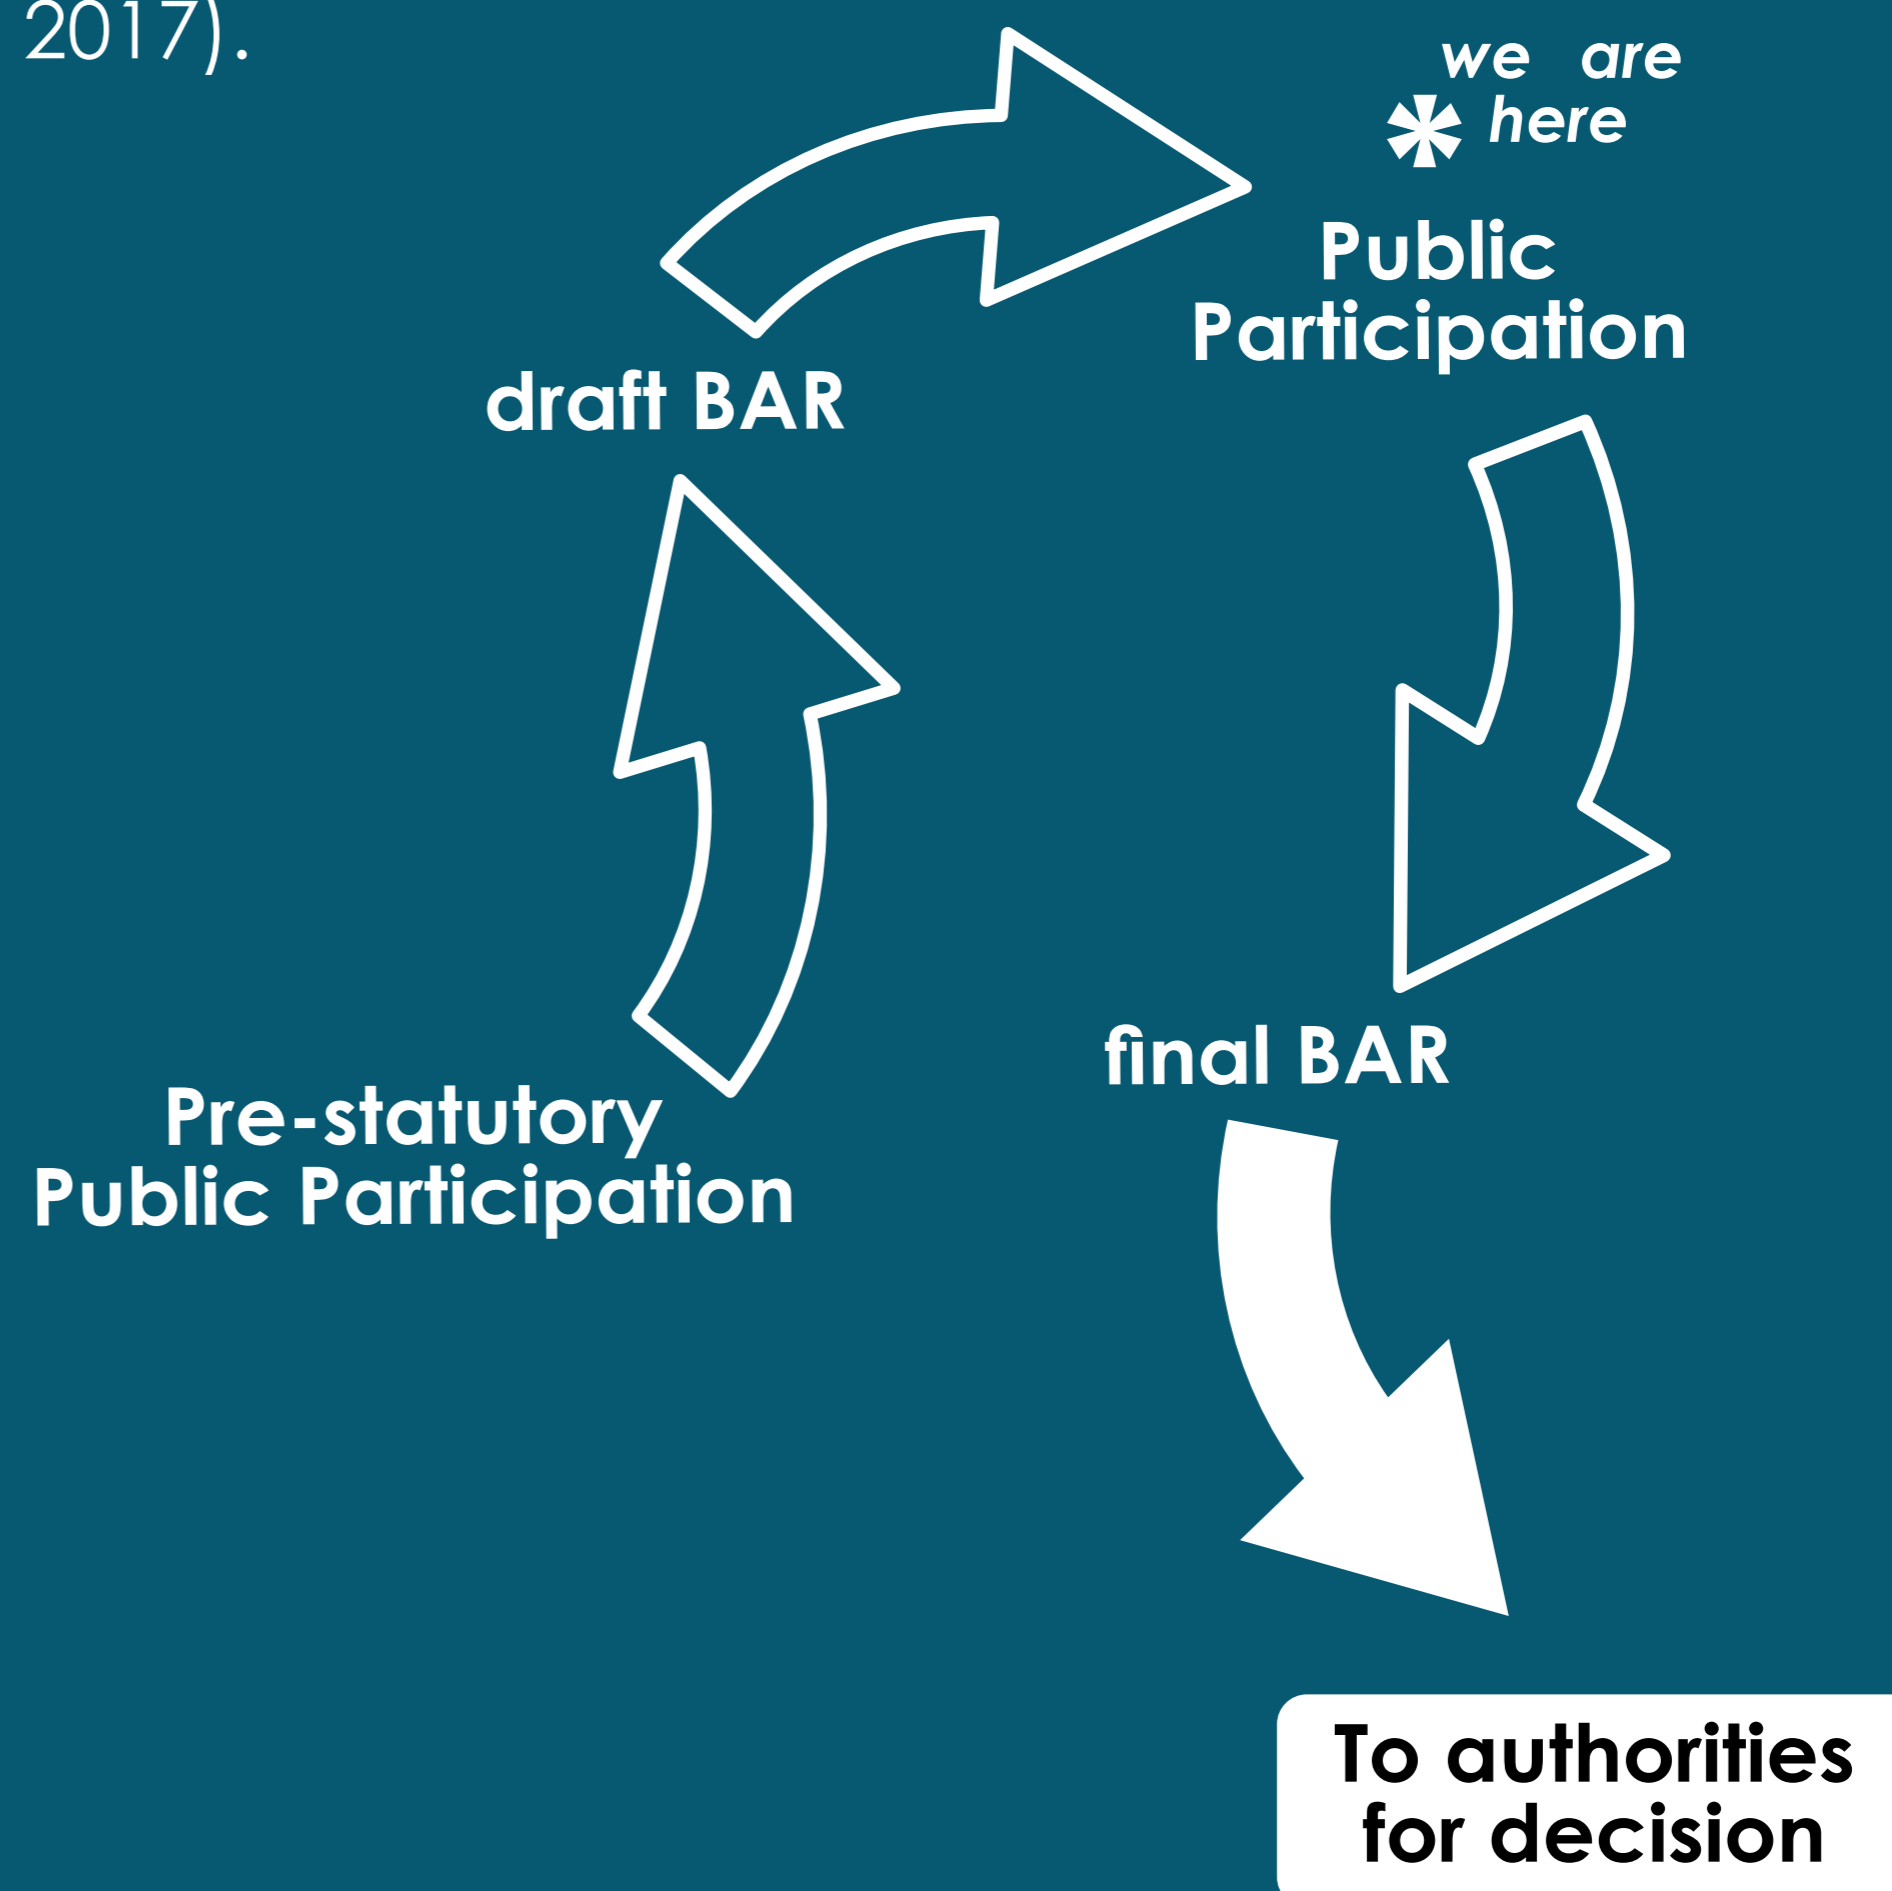 2017).
we are
* here
Public
Participation
draft BAR
final BAR
Pre-statutory
Public Participation
To authorities
for decision